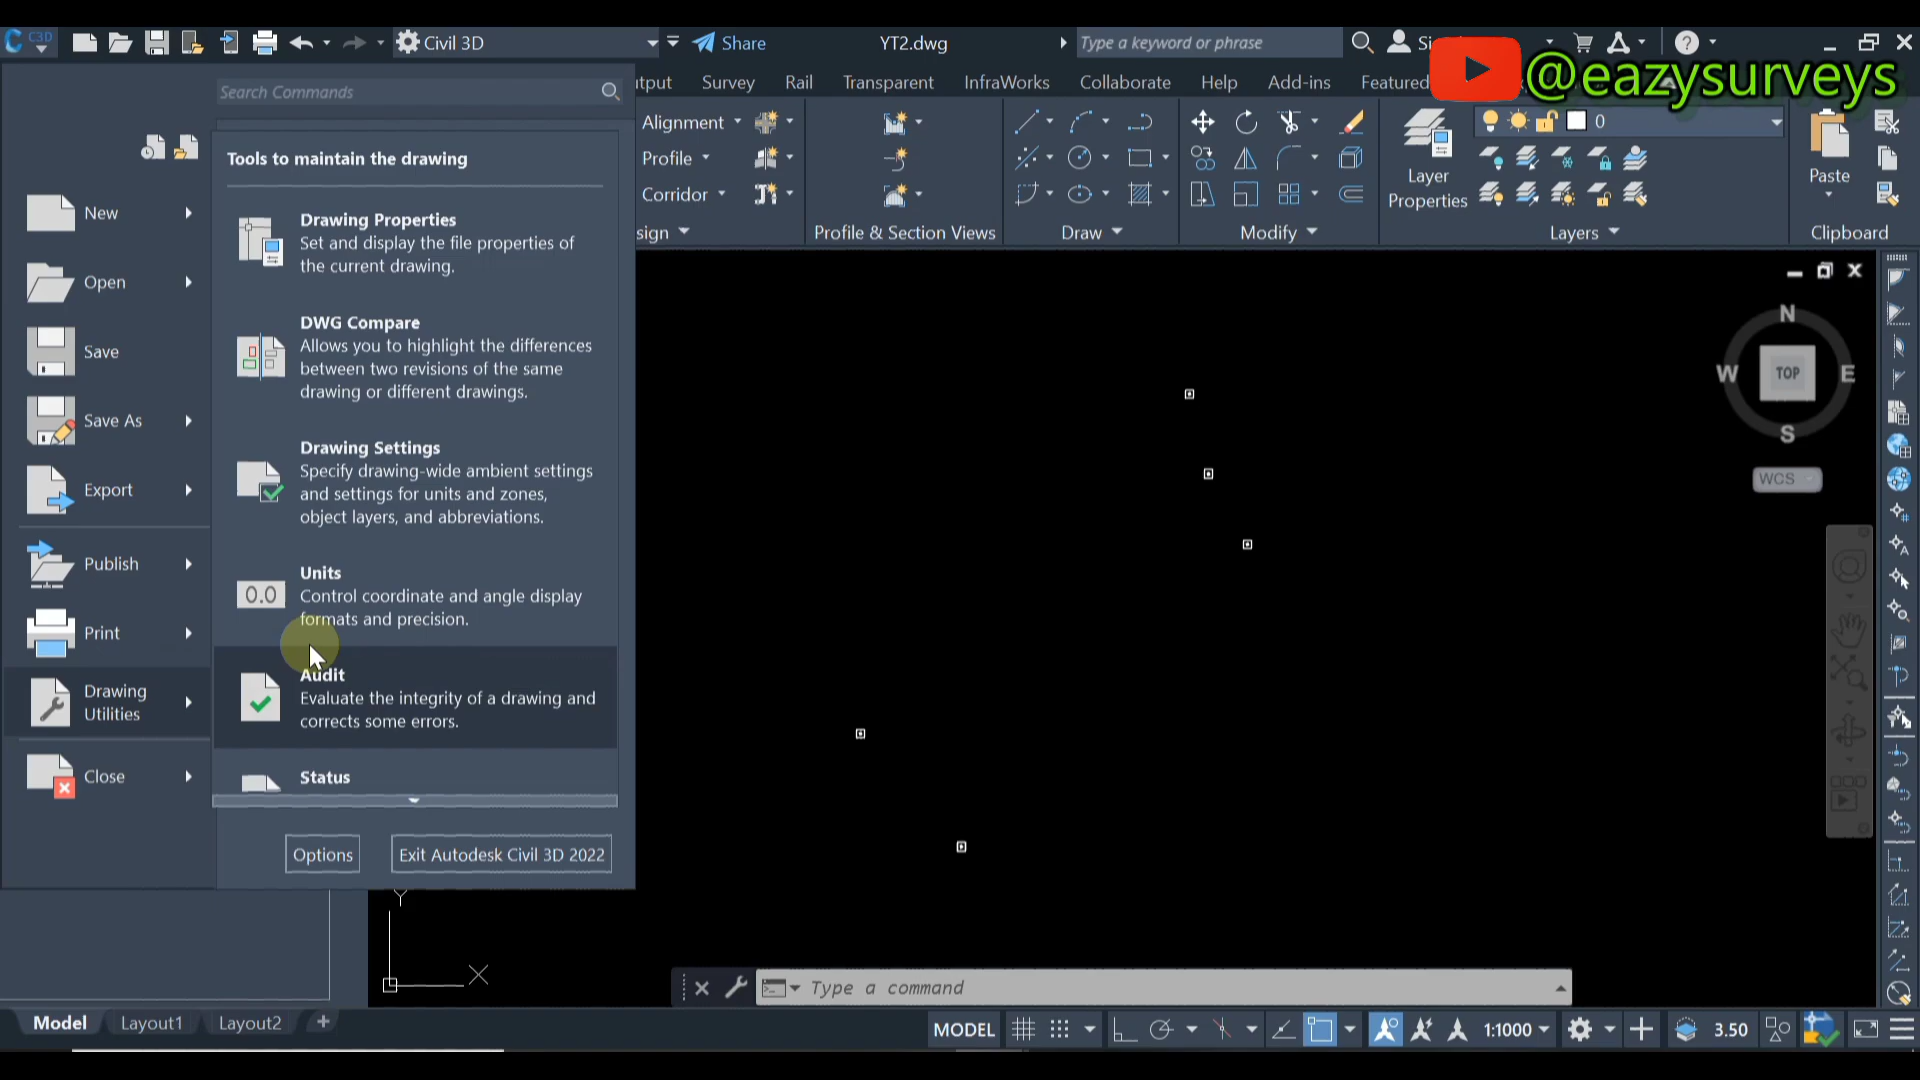 C3D
Civil 3D
Share
YT2.dwg
Type a keyword or phrase
@eazysurveys
Search Commands
Survey
Rail
Transparent
InfraWorks
Collaborate
Help
Add-ins
Featured
Tools to maintain the drawing
Alignment
Profile
Corridor
Profile & Section Views
Draw
Modify
Layer
Properties
0
Layers
Paste
Clipboard
New
Open
Save
Save As
Export
Publish
Print
Drawing
Utilities
Close
Drawing Properties
Set and display the file properties of
the current drawing.
DWG Compare
Allows you to highlight the differences
between two revisions of the same
drawing or different drawings.
Drawing Settings
Specify drawing-wide ambient settings
and settings for units and zones,
object layers, and abbreviations.
0.0
Units
Control coordinate and angle display
formats and precision.
Audit
Evaluate the integrity of a drawing and
corrects some errors.
Status
Options
Exit Autodesk Civil 3D 2022
N
W
TOP
E
S
WCS
Y
X
Type a command
Model
Layout1
Layout2
MODEL
1:1000
3.50